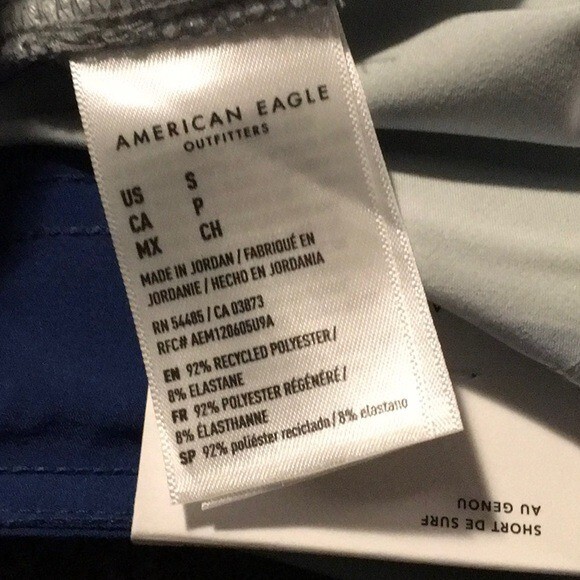 AMERICAN EAGLE
OUTFITTERS
US S
CA P
MX CH
MADE IN JORDAN / FABRIQUÉ EN
JORDANIE / HECHO EN JORDANIA
RN 54485 / CA 03873
RFC# AEM120605U9A
EN 92% RECYCLED POLYESTER /
8% ELASTANE
FR 92% POLYESTER RÉGÉNÉRÉ /
8% ÉLASTHANNE
SP 92% poliéster reciclado / 8% elastano
SHORT DE SURF
AU GENOU